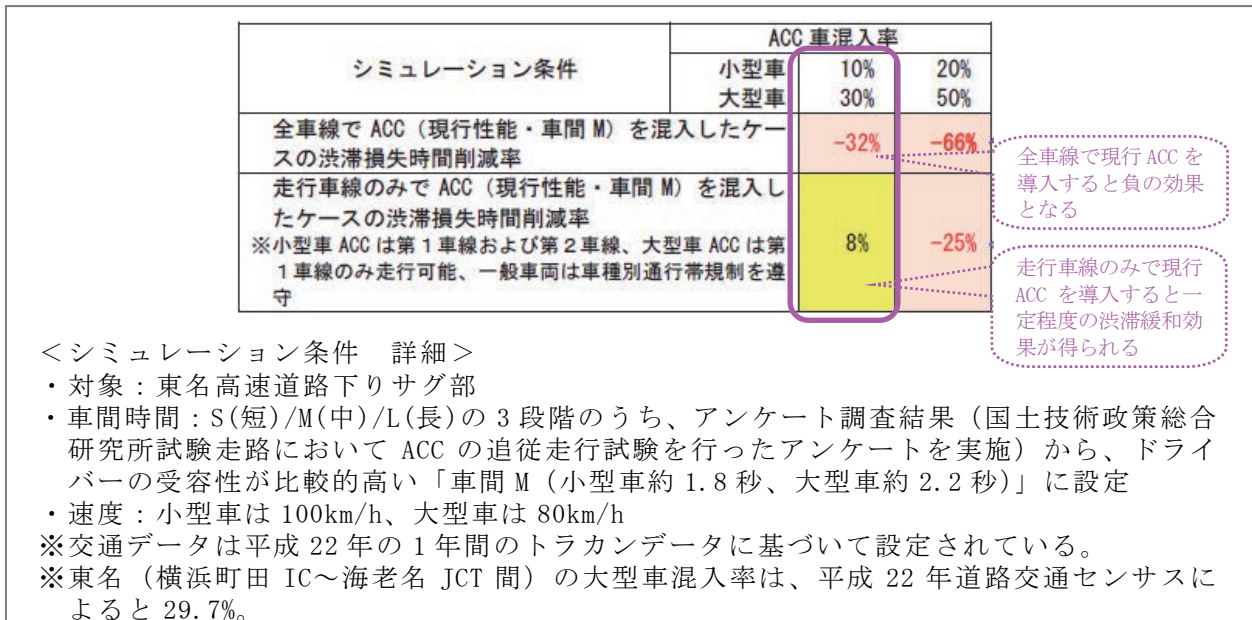 シミュレーション条件
ACC 車混入率
小型車 10% 20%
大型車 30% 50%
全車線で ACC（現行性能・車間 M）を混入したケー
スの渋滞損失時間削減率
-32% -66%
走行車線のみで ACC（現行性能・車間 M）を混入し
たケースの渋滞損失時間削減率
※小型車 ACC は第１車線および第２車線、大型車 ACC は第
１車線のみ走行可能、一般車両は車種別通行帯規制を遵
守
8% -25%
全車線で現行 ACC を
導入すると負の効果
となる
走行車線のみで現行
ACC を導入すると一
定程度の渋滞緩和効
果が得られる
＜シミュレーション条件　詳細＞
・対象：東名高速道路下りサグ部
・車間時間：S(短)/M(中)/L(長)の 3 段階のうち、アンケート調査結果（国土技術政策総合
研究所試験走路において ACC の追従走行試験を行ったアンケートを実施）から、ドライ
バーの受容性が比較的高い「車間 M（小型車約 1.8 秒、大型車約 2.2 秒）」に設定
・速度：小型車は 100km/h、大型車は 80km/h
※交通データは平成 22 年の 1 年間のトラカンデータに基づいて設定されている。
※東名（横浜町田 IC～海老名 JCT 間）の大型車混入率は、平成 22 年道路交通センサスに
よると 29.7%。